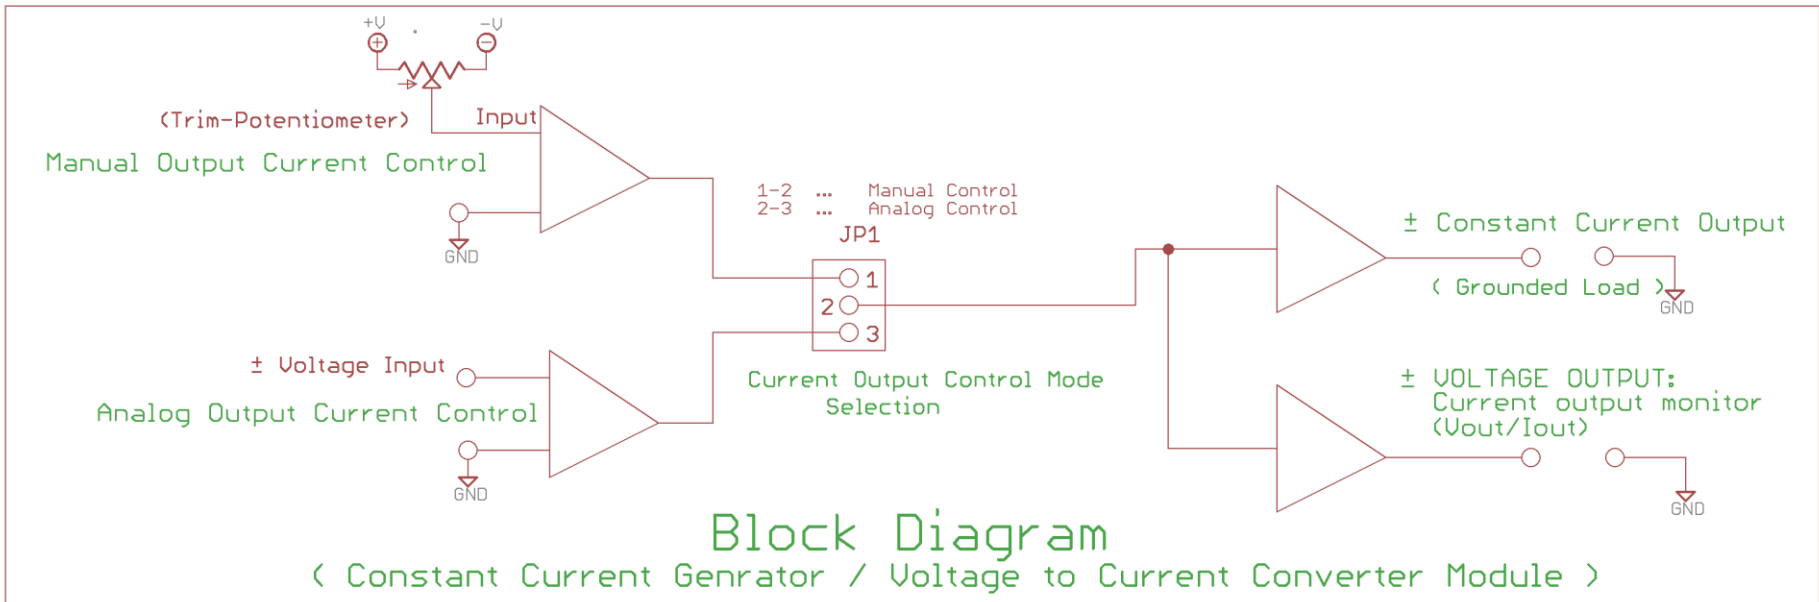 +V
-V
(Trim-Potentiometer)
Input
Manual Output Current Control
GND
1-2 ... Manual Control
2-3 ... Analog Control
JP1
1
2
3
± Voltage Input
Analog Output Current Control
GND
Current Output Control Mode
Selection
± Constant Current Output
( Grounded Load )
GND
± VOLTAGE OUTPUT:
Current output monitor
(Vout/Iout)
GND
Block Diagram
( Constant Current Genrator / Voltage to Current Converter Module )